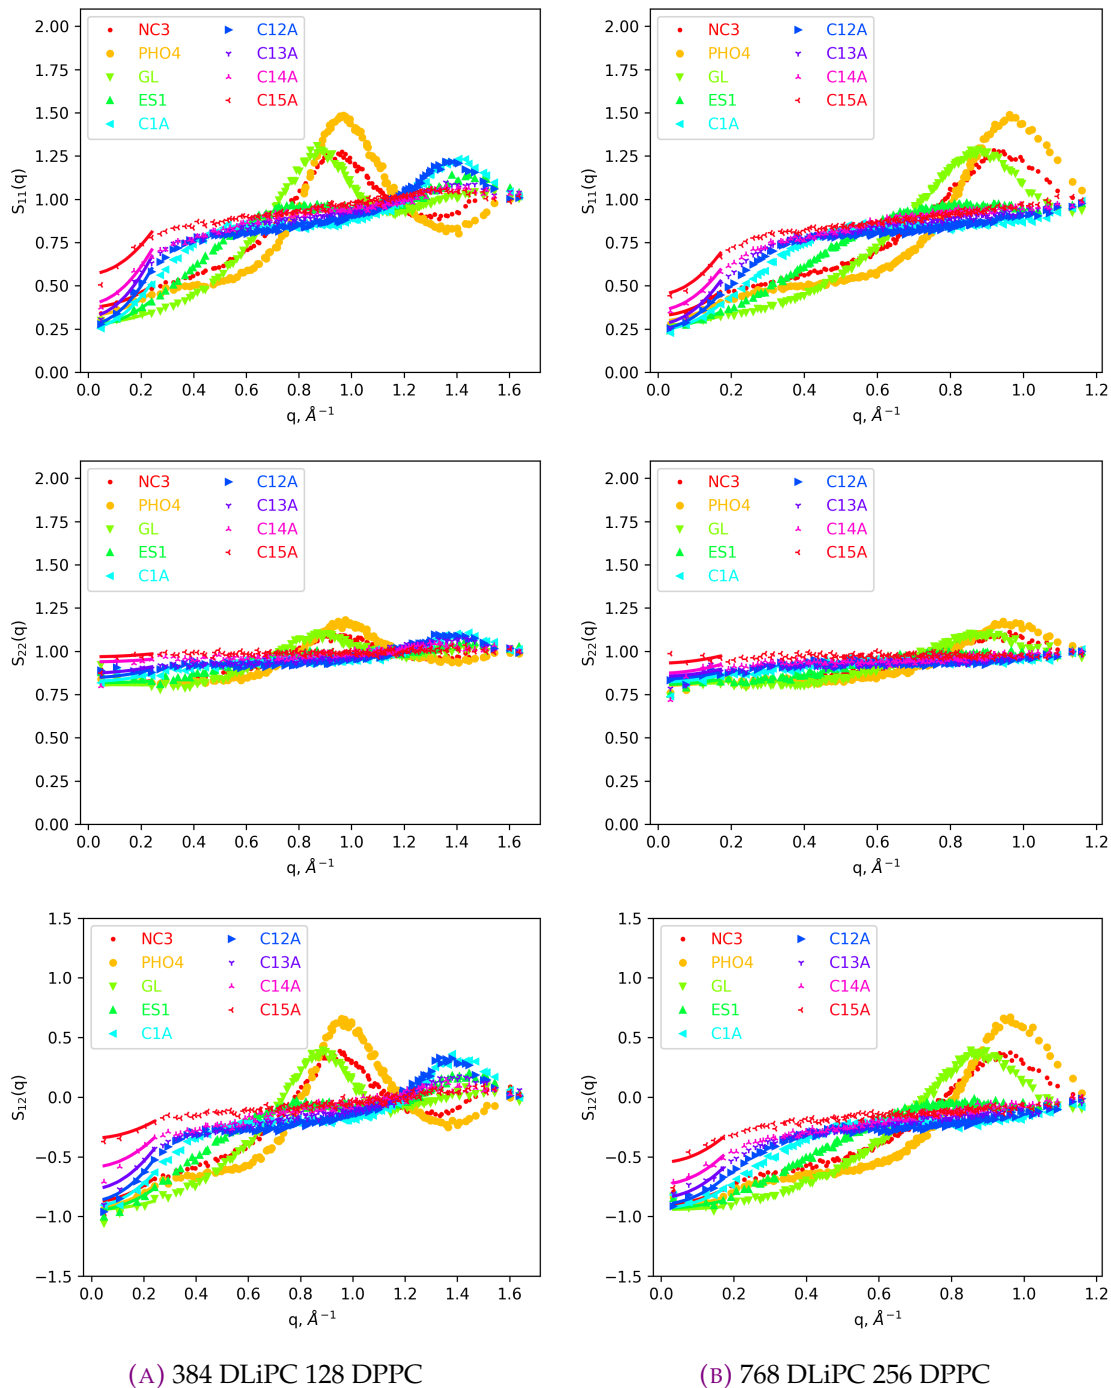 2.00
1.75
1.50
1.25
1.00
0.75
0.50
0.25
0.00
S₁₁(q)
NC3
PHO4
GL
ES1
C1A
C12A
C13A
C14A
C15A
0.0 0.2 0.4 0.6 0.8 1.0 1.2 1.4 1.6
q, Å⁻¹
2.00
1.75
1.50
1.25
1.00
0.75
0.50
0.25
0.00
S₁₁(q)
NC3
PHO4
GL
ES1
C1A
C12A
C13A
C14A
C15A
0.0 0.2 0.4 0.6 0.8 1.0 1.2
q, Å⁻¹
2.00
1.75
1.50
1.25
1.00
0.75
0.50
0.25
0.00
S₂₂(q)
NC3
PHO4
GL
ES1
C1A
C12A
C13A
C14A
C15A
0.0 0.2 0.4 0.6 0.8 1.0 1.2 1.4 1.6
q, Å⁻¹
2.00
1.75
1.50
1.25
1.00
0.75
0.50
0.25
0.00
S₂₂(q)
NC3
PHO4
GL
ES1
C1A
C12A
C13A
C14A
C15A
0.0 0.2 0.4 0.6 0.8 1.0 1.2
q, Å⁻¹
1.5
1.0
0.5
0.0
−0.5
−1.0
−1.5
S₁₂(q)
NC3
PHO4
GL
ES1
C1A
C12A
C13A
C14A
C15A
0.0 0.2 0.4 0.6 0.8 1.0 1.2 1.4 1.6
q, Å⁻¹
1.5
1.0
0.5
0.0
−0.5
−1.0
−1.5
S₁₂(q)
NC3
PHO4
GL
ES1
C1A
C12A
C13A
C14A
C15A
0.0 0.2 0.4 0.6 0.8 1.0 1.2
q, Å⁻¹
(A) 384 DLiPC 128 DPPC
(B) 768 DLiPC 256 DPPC